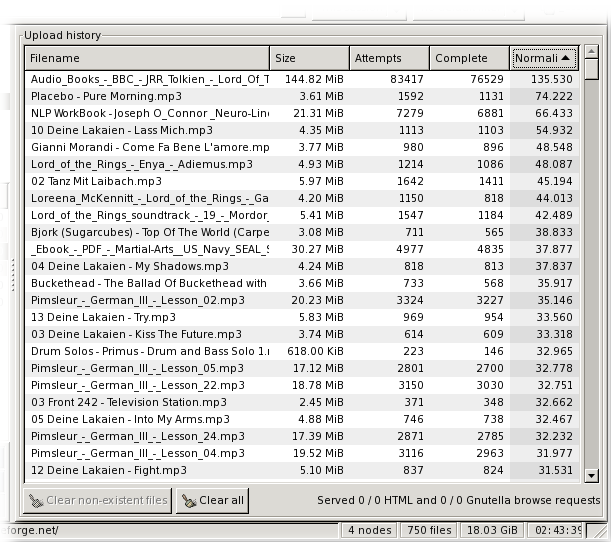 Upload history
Filename Size Attempts Complete Normali
Audio_Books_-_BBC_-_JRR_Tolkien_-_Lord_Of_T 144.82 MiB 83417 76529 135.530
Placebo - Pure Morning.mp3 3.61 MiB 1592 1131 74.222
NLP WorkBook - Joseph O_Connor _Neuro-Lin 21.31 MiB 7279 6881 66.433
10 Deine Lakaien - Lass Mich.mp3 4.35 MiB 1113 1103 54.932
Gianni Morandi - Come Fa Bene L'amore.mp 3.77 MiB 980 896 48.548
Lord_of_the_Rings_-_Enya_-_Adiemus.mp3 4.93 MiB 1214 1086 48.087
02 Tanz Mit Laibach.mp3 5.97 MiB 1642 1411 45.194
Loreena_McKennitt_-_Lord_of_the_Rings_-_Ga 4.20 MiB 1150 818 44.013
Lord_of_the_Rings_soundtrack_-_19_-_Mordor_ 5.41 MiB 1547 1184 42.489
Bjork (Sugarcubes) - Top Of The World (Carpe 3.08 MiB 711 565 38.833
_Ebook_-_PDF_-_Martial-Arts__US_Navy_SEAL_S 30.27 MiB 4977 4835 37.877
04 Deine Lakaien - My Shadows.mp3 4.24 MiB 818 813 37.837
Buckethead - The Ballad Of Buckethead with 3.66 MiB 733 568 35.917
Pimsleur_-_German_III_-_Lesson_02.mp3 20.23 MiB 3324 3227 35.146
13 Deine Lakaien - Try.mp3 5.83 MiB 969 954 33.560
03 Deine Lakaien - Kiss The Future.mp3 3.74 MiB 614 609 33.318
Drum Solos - Primus - Drum and Bass Solo 1.r 618.00 KiB 223 146 32.965
Pimsleur_-_German_III_-_Lesson_05.mp3 17.12 MiB 2801 2700 32.778
Pimsleur_-_German_III_-_Lesson_22.mp3 18.78 MiB 3150 3030 32.751
03 Front 242 - Television Station.mp3 2.45 MiB 371 348 32.662
05 Deine Lakaien - Into My Arms.mp3 4.88 MiB 746 738 32.467
Pimsleur_-_German_III_-_Lesson_24.mp3 17.39 MiB 2871 2785 32.232
Pimsleur_-_German_III_-_Lesson_04.mp3 19.52 MiB 3116 2963 31.977
12 Deine Lakaien - Fight.mp3 5.10 MiB 837 824 31.531
Clear non-existent files Clear all Served 0 / 0 HTML and 0 / 0 Gnutella browse requests
forge.net/ 4 nodes 750 files 18.03 GiB 02:43:39